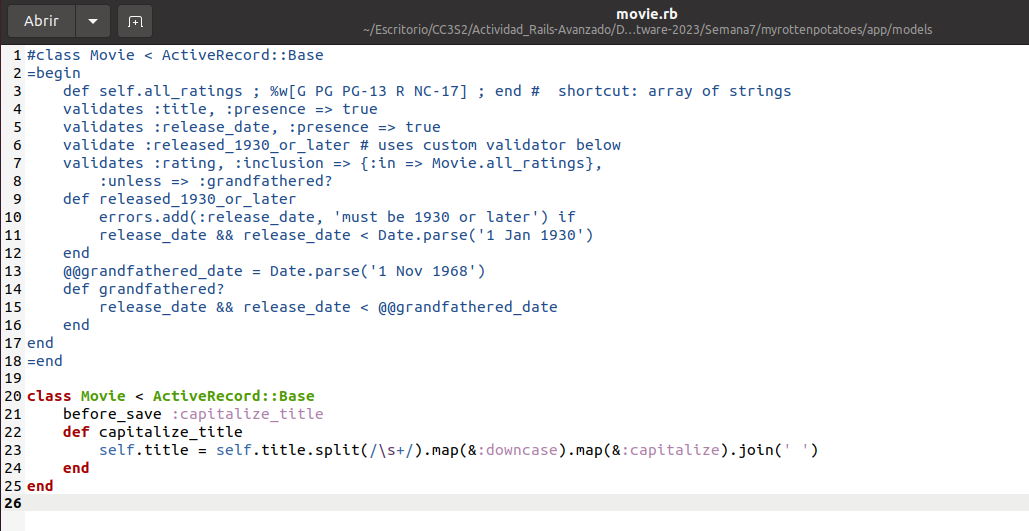 Abrir
movie.rb
~/Escritorio/CC3S2/Actividad_Rails-Avanzado/D...tware-2023/Semana7/myrottenpotatoes/app/models
1 #class Movie < ActiveRecord::Base
2 =begin
3     def self.all_ratings ; %w[G PG PG-13 R NC-17] ; end #  shortcut: array of strings
4     validates :title, :presence => true
5     validates :release_date, :presence => true
6     validate :released_1930_or_later # uses custom validator below
7     validates :rating, :inclusion => {:in => Movie.all_ratings},
8         :unless => :grandfathered?
9     def released_1930_or_later
10         errors.add(:release_date, 'must be 1930 or later') if
11         release_date && release_date < Date.parse('1 Jan 1930')
12     end
13     @@grandfathered_date = Date.parse('1 Nov 1968')
14     def grandfathered?
15         release_date && release_date < @@grandfathered_date
16     end
17 end
18 =end
19
20 class Movie < ActiveRecord::Base
21     before_save :capitalize_title
22     def capitalize_title
23         self.title = self.title.split(/\s+/).map(&:downcase).map(&:capitalize).join(' ')
24     end
25 end
26